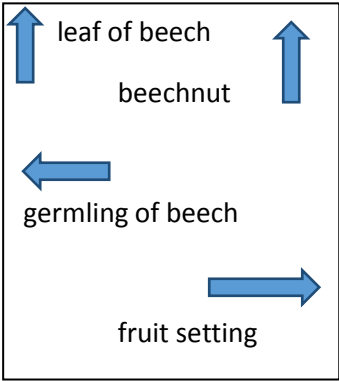 leaf of beech
beechnut
germling of beech
fruit setting